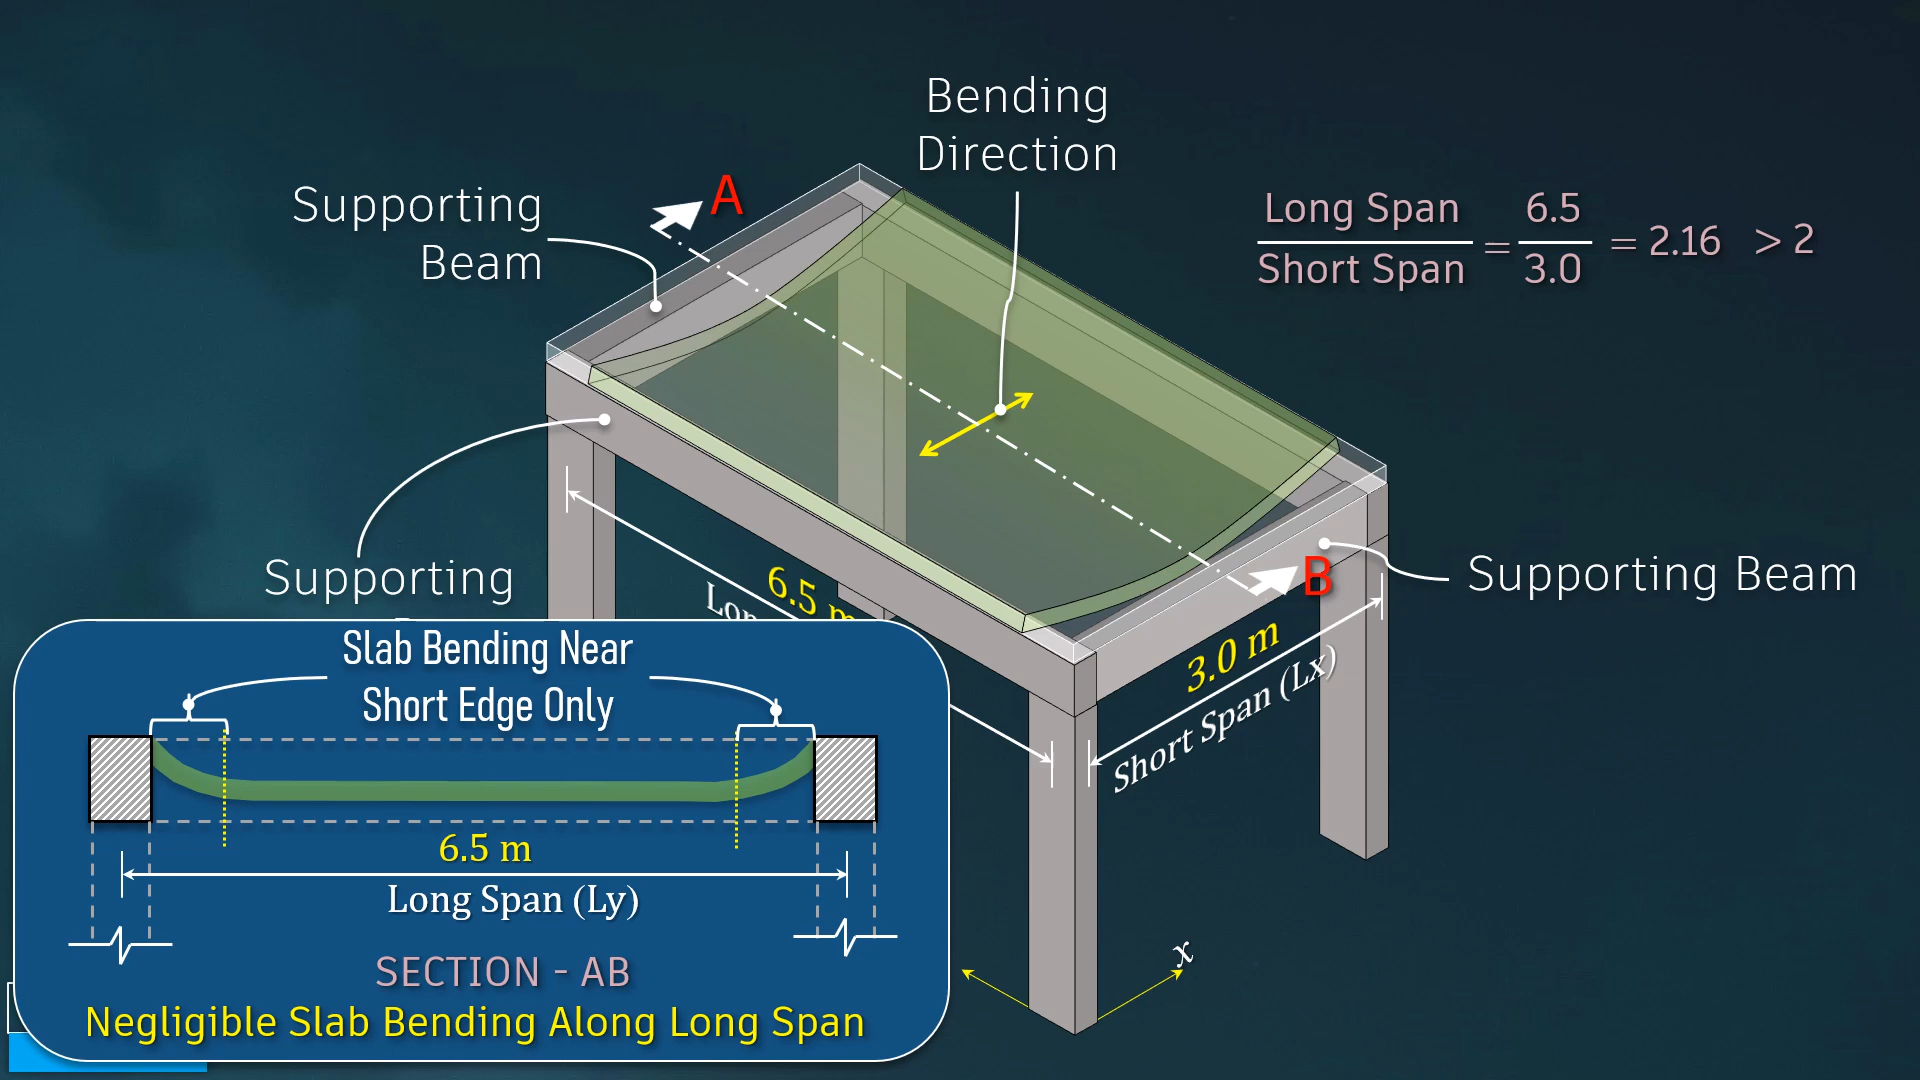 Bending
Direction
A
Supporting
Beam
Long Span
Short Span
=
6.5
3.0
= 2.16 > 2
Supporting
B
Supporting Beam
6.5 m
3.0 m
Short Span (Lx)
x
Slab Bending Near
Short Edge Only
6.5 m
Long Span (Ly)
SECTION - AB
Negligible Slab Bending Along Long Span